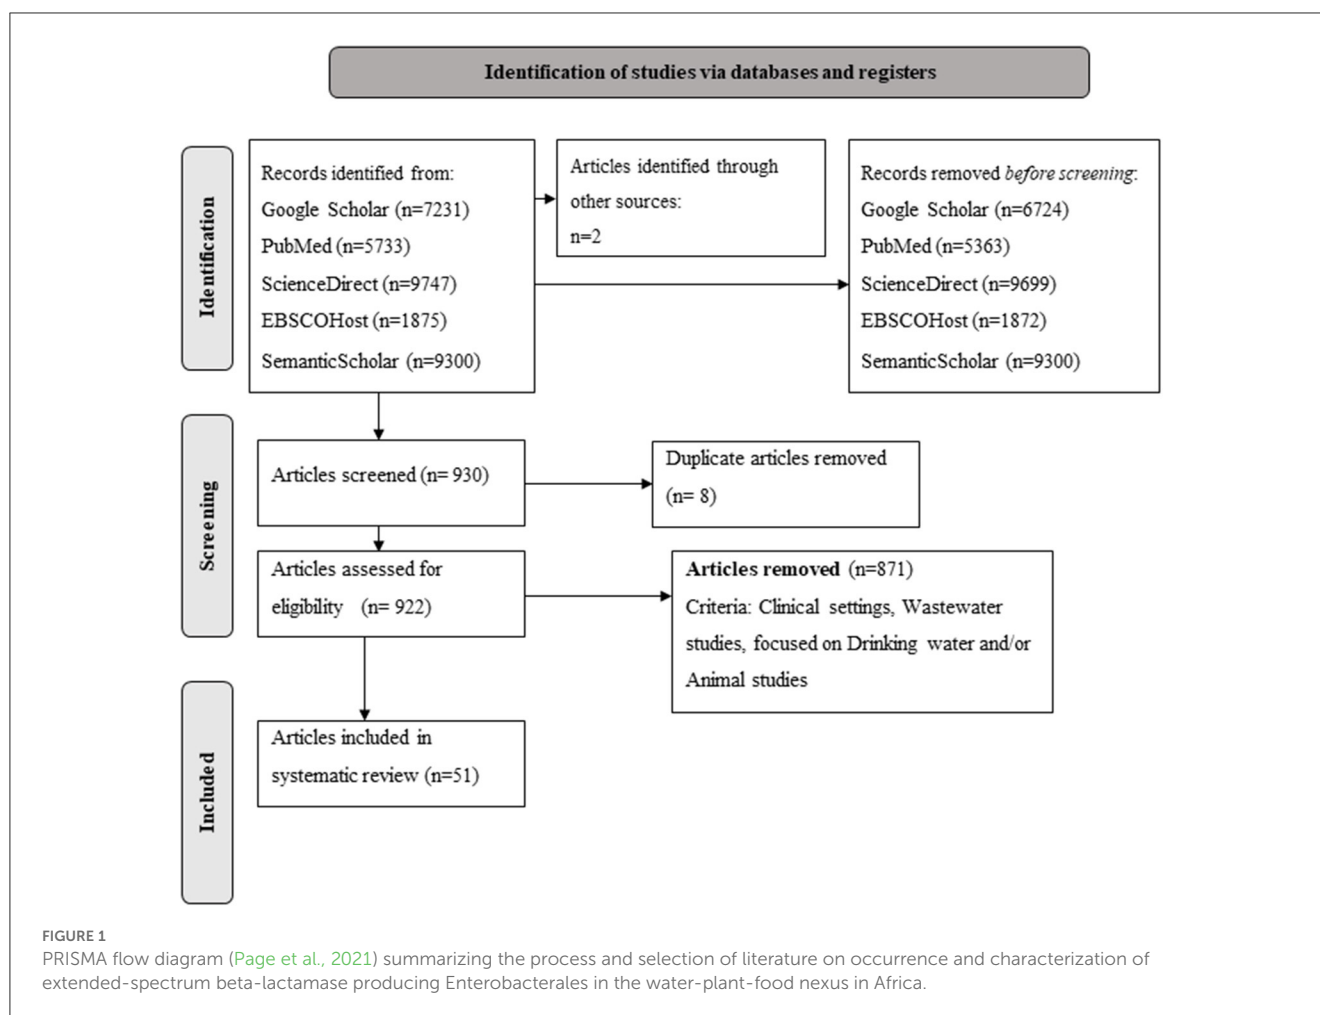 Identification of studies via databases and registers
Identification
Records identified from:
Google Scholar (n=7231)
PubMed (n=5733)
ScienceDirect (n=9747)
EBSCOHost (n=1875)
SemanticScholar (n=9300)
Articles identified through
other sources:
n=2
Records removed before screening:
Google Scholar (n=6724)
PubMed (n=5363)
ScienceDirect (n=9699)
EBSCOHost (n=1872)
SemanticScholar (n=9300)
Screening
Articles screened (n= 930)
Duplicate articles removed
(n= 8)
Articles assessed for
eligibility (n= 922)
Articles removed (n=871)
Criteria: Clinical settings, Wastewater
studies, focused on Drinking water and/or
Animal studies
Included
Articles included in
systematic review (n=51)
FIGURE 1
PRISMA flow diagram (Page et al., 2021) summarizing the process and selection of literature on occurrence and characterization of
extended-spectrum beta-lactamase producing Enterobacterales in the water-plant-food nexus in Africa.